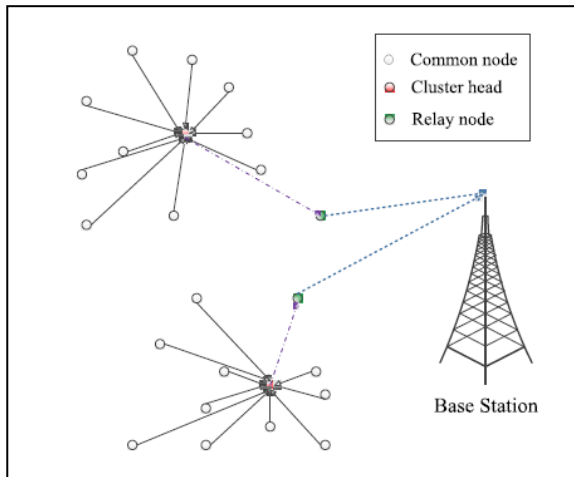 Common node
Cluster head
Relay node
Base Station